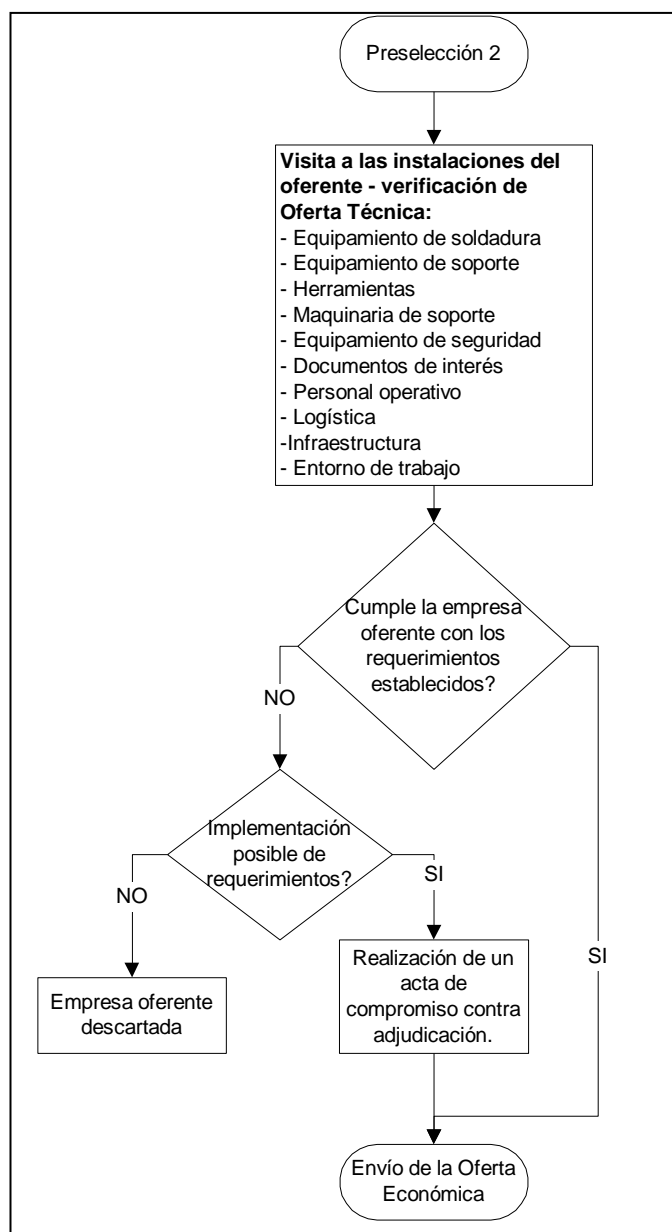 Preselección 2
Visita a las instalaciones del
oferente - verificación de
Oferta Técnica:
- Equipamiento de soldadura
- Equipamiento de soporte
- Herramientas
- Maquinaria de soporte
- Equipamiento de seguridad
- Documentos de interés
- Personal operativo
- Logística
-Infraestructura
- Entorno de trabajo
Cumple la empresa
oferente con los
requerimientos
establecidos?
NO
Implementación
posible de
requerimientos?
NO
SI
SI
Empresa oferente
descartada
Realización de un
acta de
compromiso contra
adjudicación.
Envío de la Oferta
Económica